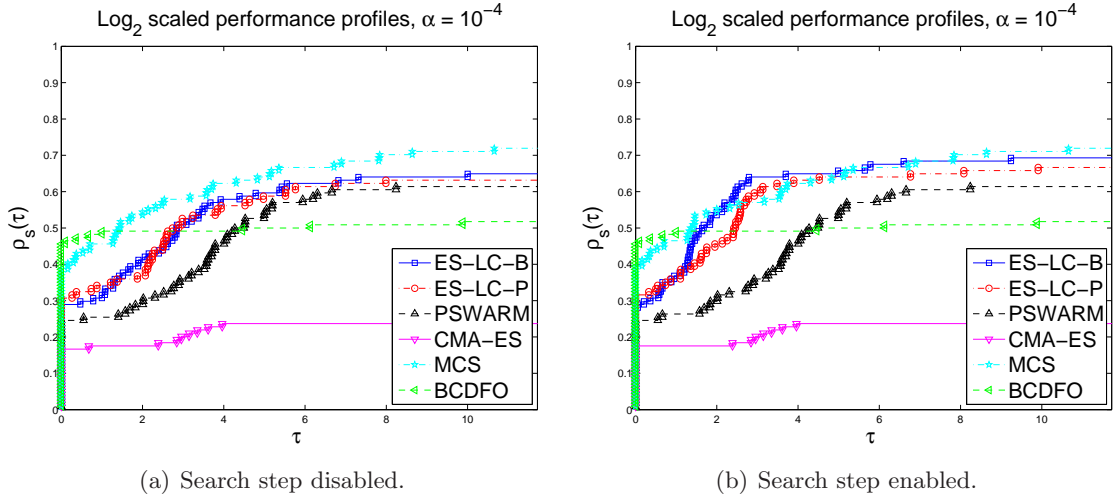 Log2 scaled performance profiles, α = 10−4
1
0.9
0.8
0.7
0.6
0.5
0.4
0.3
0.2
0.1
0
ρs(τ)
0 2 4 6 8 10
τ
ES−LC−B
ES−LC−P
PSWARM
CMA−ES
MCS
BCDFO
(a) Search step disabled.
Log2 scaled performance profiles, α = 10−4
1
0.9
0.8
0.7
0.6
0.5
0.4
0.3
0.2
0.1
0
ρs(τ)
0 2 4 6 8 10
τ
ES−LC−B
ES−LC−P
PSWARM
CMA−ES
MCS
BCDFO
(b) Search step enabled.